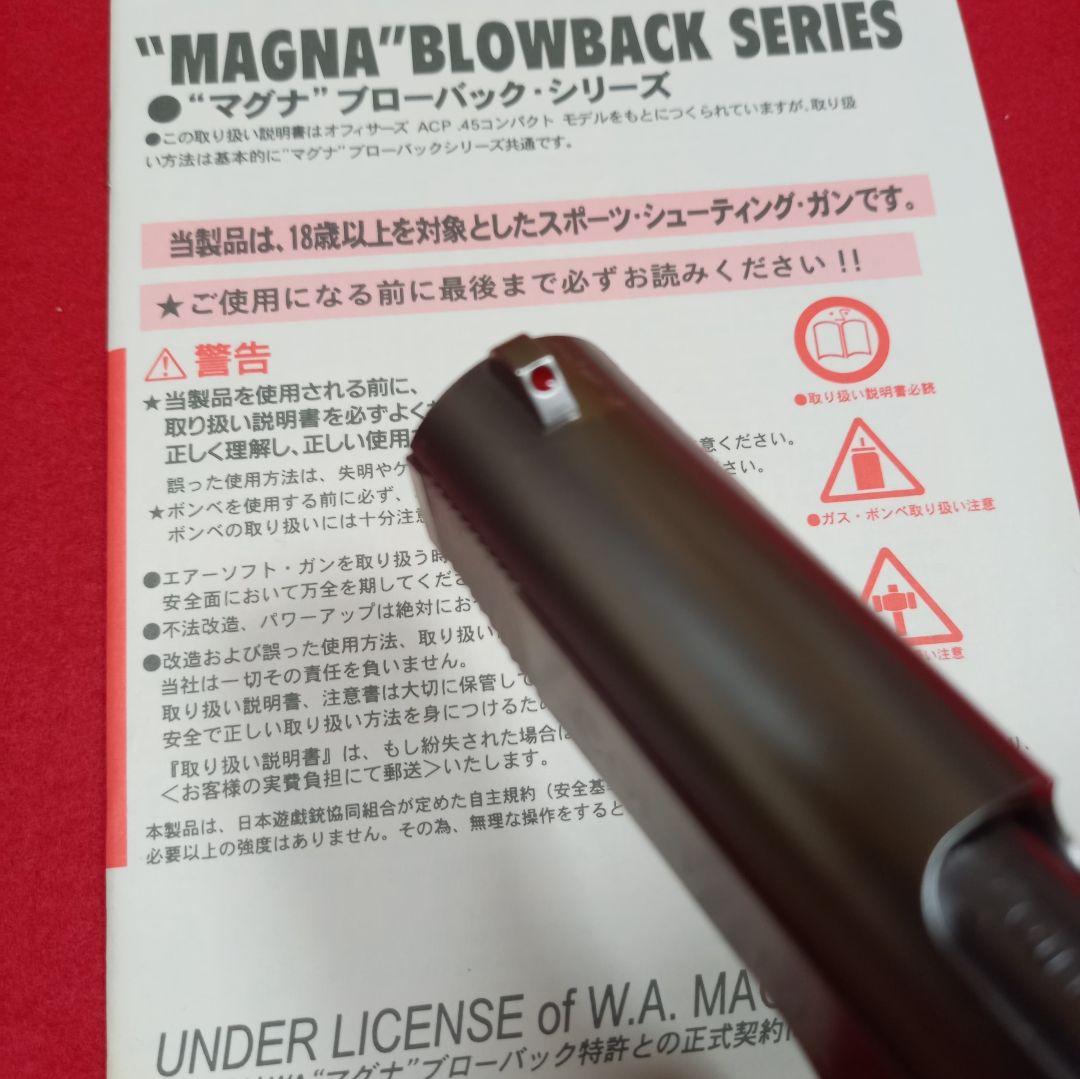 “MAGNA”BLOWBACK SERIES
●“マグナ”ブローバック・シリーズ
●この取り扱い説明書はオフィサーズ ACP .45コンパクト モデルをもとにつくられていますが、取り扱
い方法は基本的に“マグナ”ブローバックシリーズ共通です。
当製品は、18歳以上を対象としたスポーツ・シューティング・ガンです。
★ご使用になる前に最後まで必ずお読みください!!
警告
★当製品を使用される前に、
取り扱い説明書を必ずよく
正しく理解し、正しい使用
誤った使用方法は、失明やケ
意ください。
★ボンベを使用する前に必ず、
さい。
ボンベの取り扱いには十分注意
●エアーソフト・ガンを取り扱う時
安全面において万全を期してくだ
●不法改造、パワーアップは絶対にお
●改造および誤った使用方法、取り扱い
当社は一切その責任を負いません。
取り扱い説明書、注意書は大切に保管して
安全で正しい取り扱い方法を身につけるため
『取り扱い説明書』は、もし紛失された場合は
<お客様の実費負担にて郵送>いたします。
本製品は、日本遊戯銃協同組合が定めた自主規約（安全基準
必要以上の強度はありません。その為、無理な操作をすると
●取り扱い説明書必読
●ガス・ボンベ取り扱い注意
い注意
UNDER LICENSE of W.A. MAG
WA“マグナ”ブローバック特許との正式契約